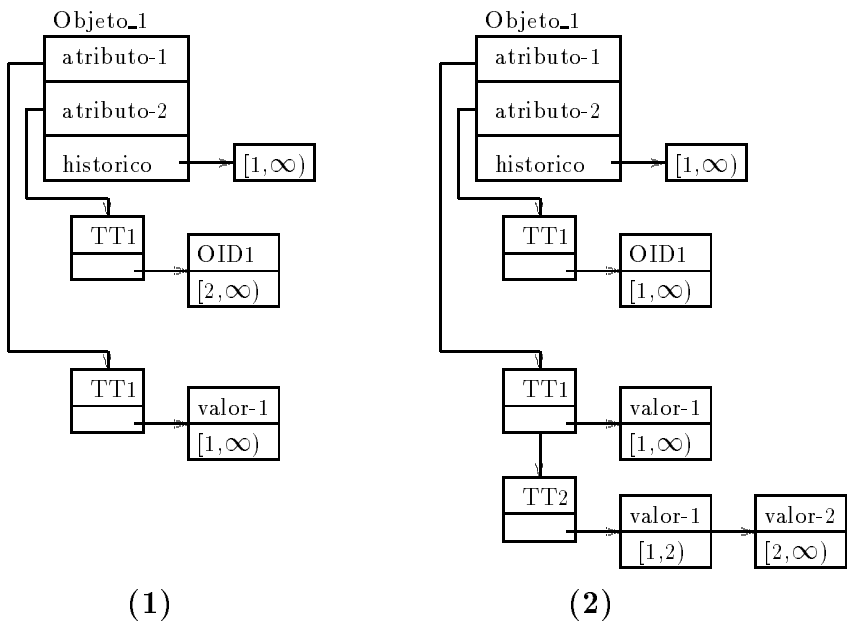 Objeto_1
atributo-1
atributo-2
historico
[1,∞)
TT1
OID1
[2,∞)
TT1
valor-1
[1,∞)
(1)
Objeto_1
atributo-1
atributo-2
historico
[1,∞)
TT1
OID1
[1,∞)
TT1
valor-1
[1,∞)
TT2
valor-1
[1,2)
valor-2
[2,∞)
(2)